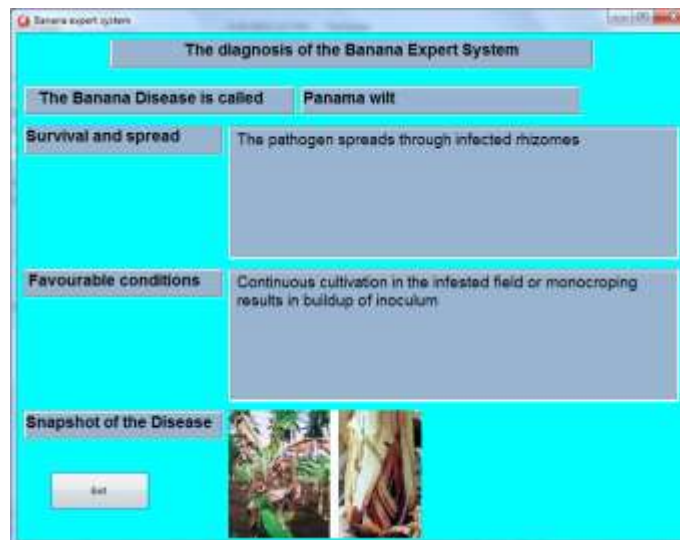 Banana expert system
The diagnosis of the Banana Expert System
The Banana Disease is called
Panama wilt
Survival and spread
The pathogen spreads through infected rhizomes
Favourable conditions
Continuous cultivation in the infested field or monocroping
results in buildup of inoculum
Snapshot of the Disease
Exit